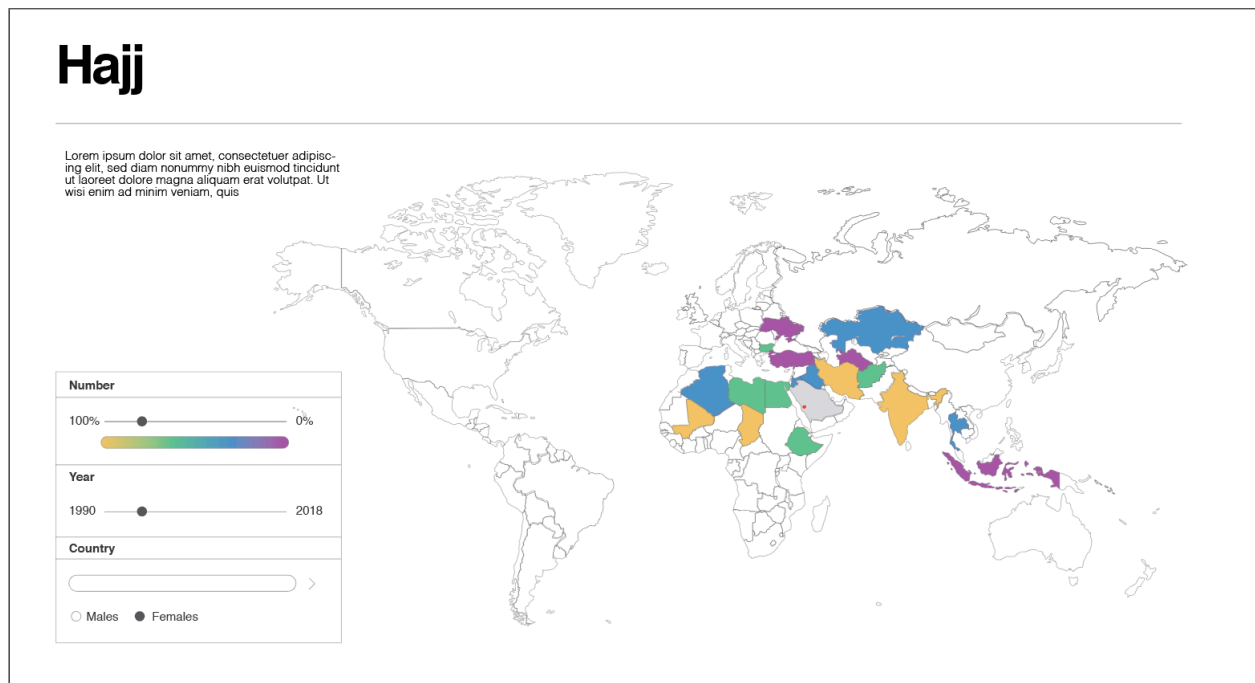 Hajj
Lorem ipsum dolor sit amet, consectetuer adipisc-
ing elit, sed diam nonummy nibh euismod tincidunt
ut laoreet dolore magna aliquam erat volutpat. Ut
wisi enim ad minim veniam, quis
Number
100% 0%
Year
1990 2018
Country
Males Females